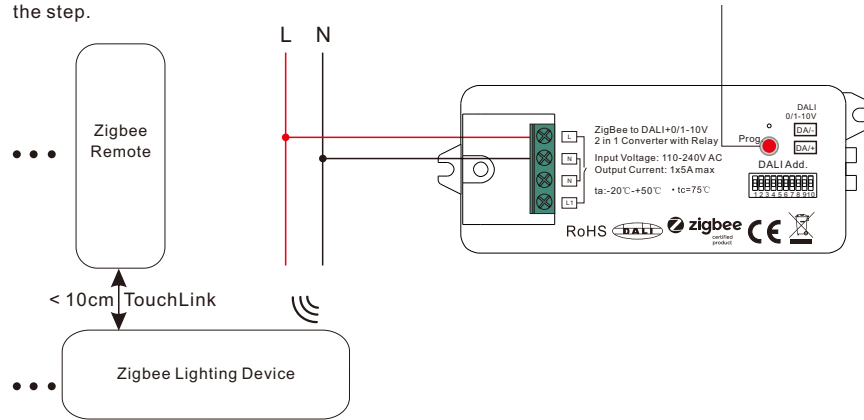 the step.
L N
Zigbee
Remote
< 10cm TouchLink
Zigbee Lighting Device
L
N
N
L1
ZigBee to DALI+0/1-10V
2 in 1 Converter with Relay
Input Voltage: 110-240V AC
Output Current: 1x5A max
ta:-20℃-+50℃ • tc=75℃
RoHS DALI zigbee
certified
product
CE
Prog.
DALI
0/1-10V
DA/-
DA/+
DALI Add.
1 2 3 4 5 6 7 8 9 10